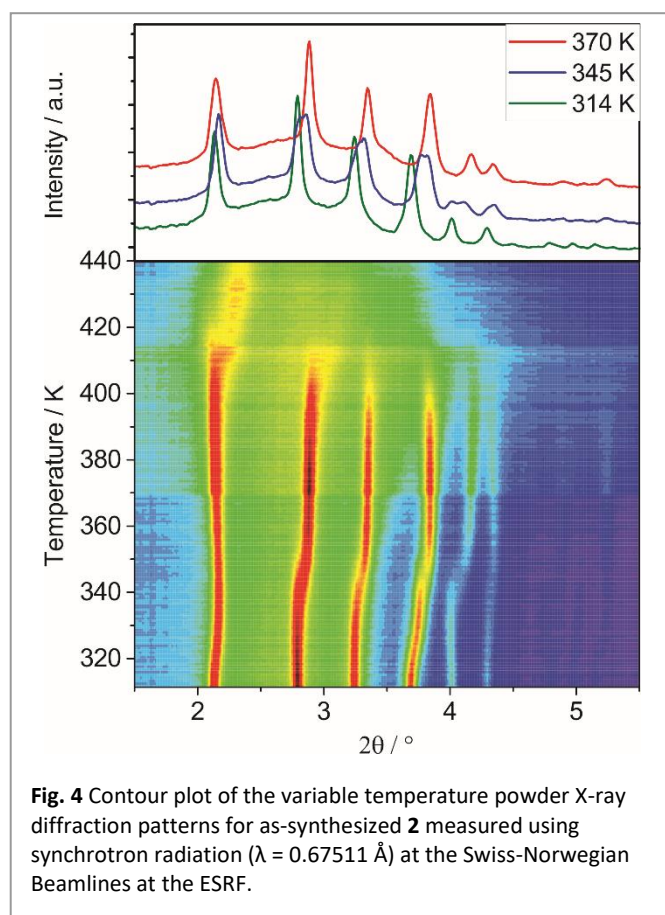 370 K
345 K
314 K
Intensity / a.u.
440
420
400
380
360
340
320
Temperature / K
2 3 4 5
2θ / °
Fig. 4 Contour plot of the variable temperature powder X-ray
diffraction patterns for as-synthesized 2 measured using
synchrotron radiation (λ = 0.67511 Å) at the Swiss-Norwegian
Beamlines at the ESRF.